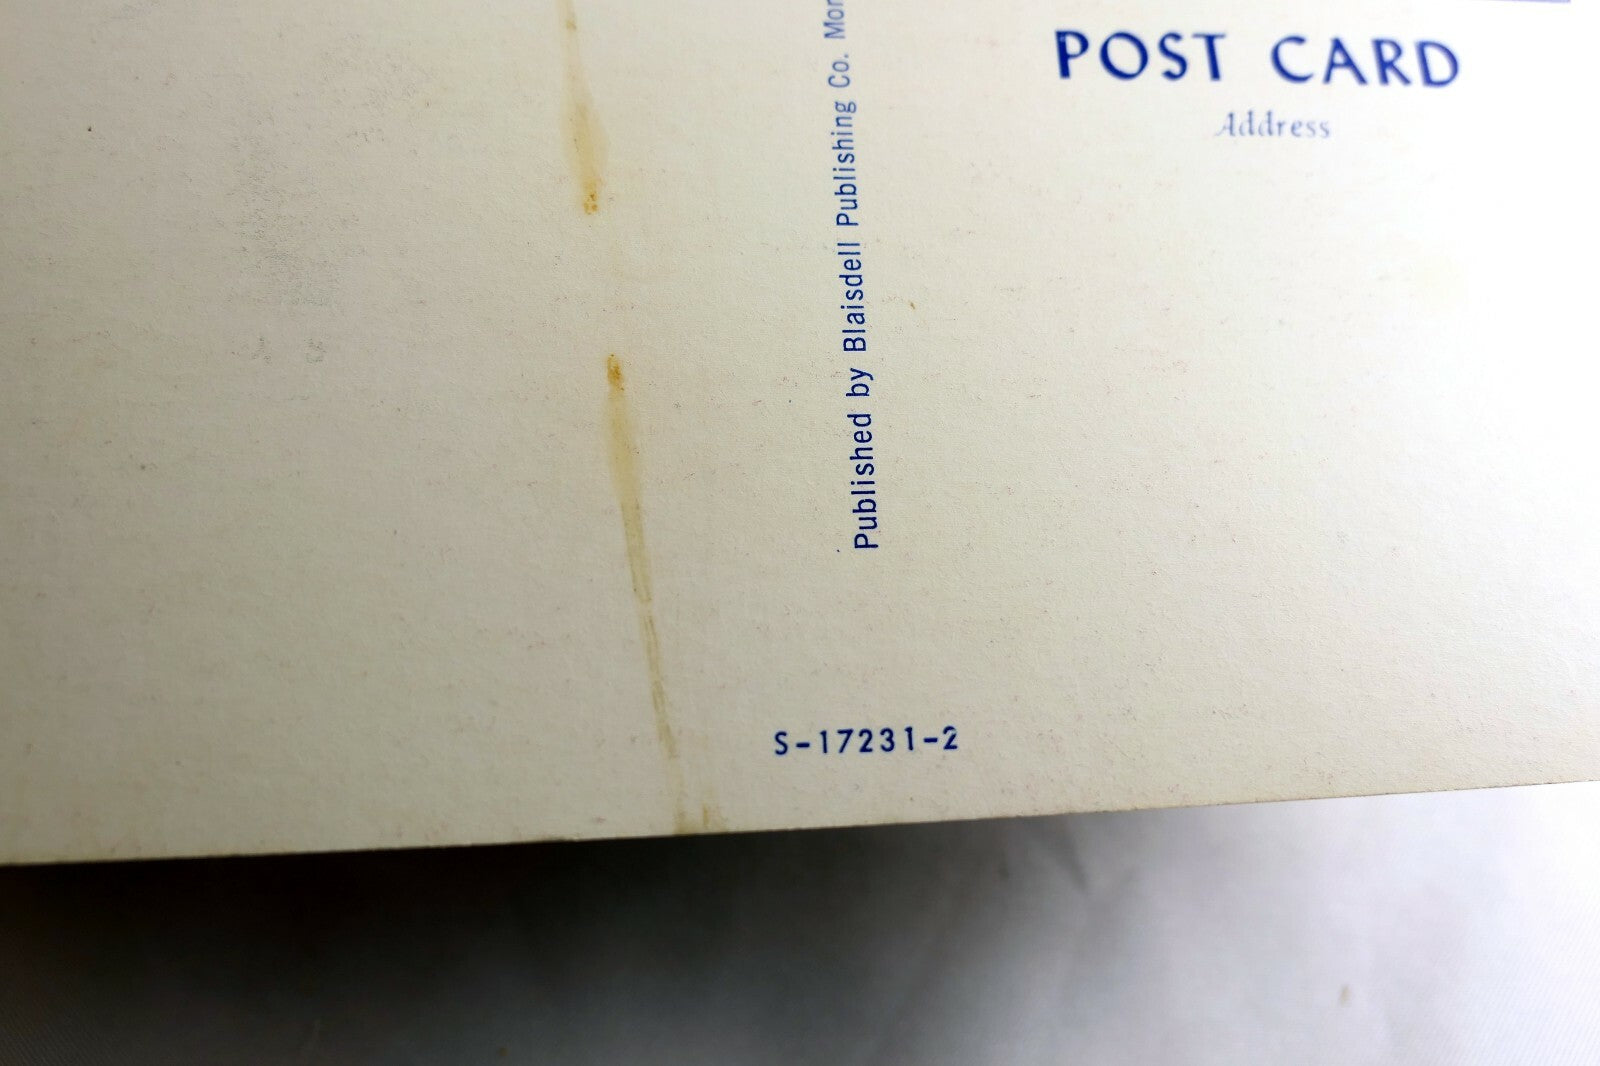 POST CARD
Address
Published by Blaisdell Publishing Co.
S-17231-2